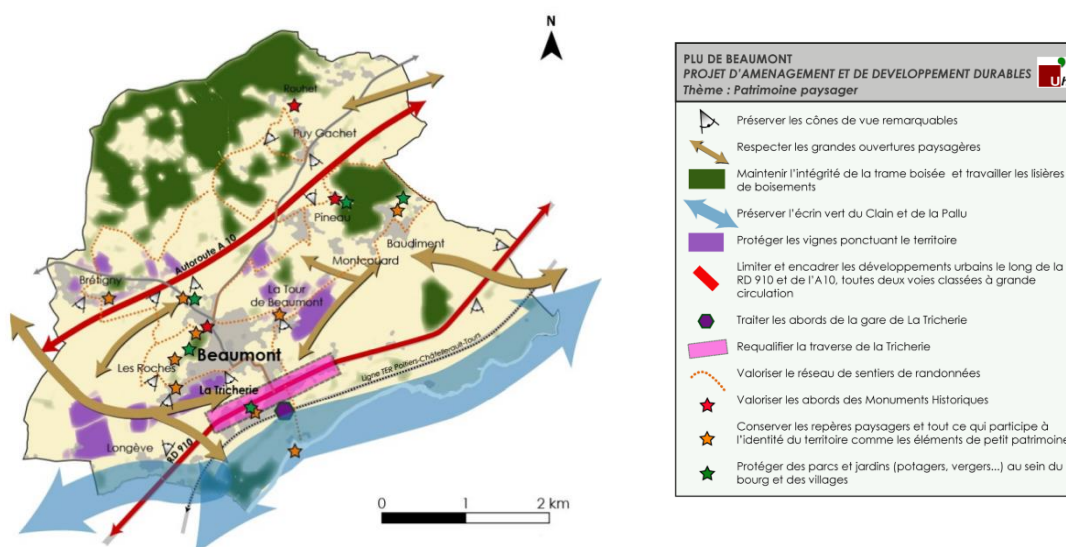 N
Rouhet
Puy Gachet
Pineau
Baudiment
Montcouard
Autoroute A 10
Brétigny
La Tour
de Beaumont
Beaumont
Les Roches
La Tricherie
Ligne TER Poitiers-Châtellerault-Tours
Longève
RD 910
0 1 2 km
PLU DE BEAUMONT
PROJET D'AMENAGEMENT ET DE DEVELOPPEMENT DURABLES
Thème : Patrimoine paysager
Préserver les cônes de vue remarquables
Respecter les grandes ouvertures paysagères
Maintenir l'intégrité de la trame boisée et travailler les lisières
de boisements
Préserver l'écrin vert du Clain et de la Pallu
Protéger les vignes ponctuant le territoire
Limiter et encadrer les développements urbains le long de la
RD 910 et de l'A10, toutes deux voies classées à grande
circulation
Traiter les abords de la gare de La Tricherie
Requalifier la traverse de la Tricherie
Valoriser le réseau de sentiers de randonnées
Valoriser les abords des Monuments Historiques
Conserver les repères paysagers et tout ce qui participe à
l'identité du territoire comme les éléments de petit patrimoine
Protéger des parcs et jardins (potagers, vergers...) au sein du
bourg et des villages